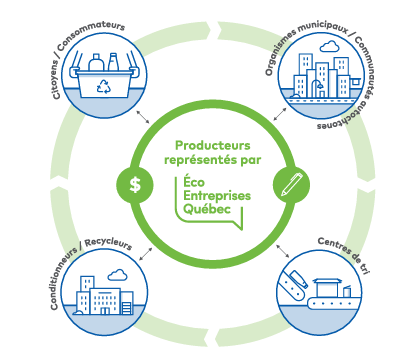 Citoyens / Consommateurs
Organismes municipaux / Communautés autochtones
Producteurs
représentés par
Éco
Entreprises
Québec
$
Conditionneurs / Recycleurs
Centres de tri